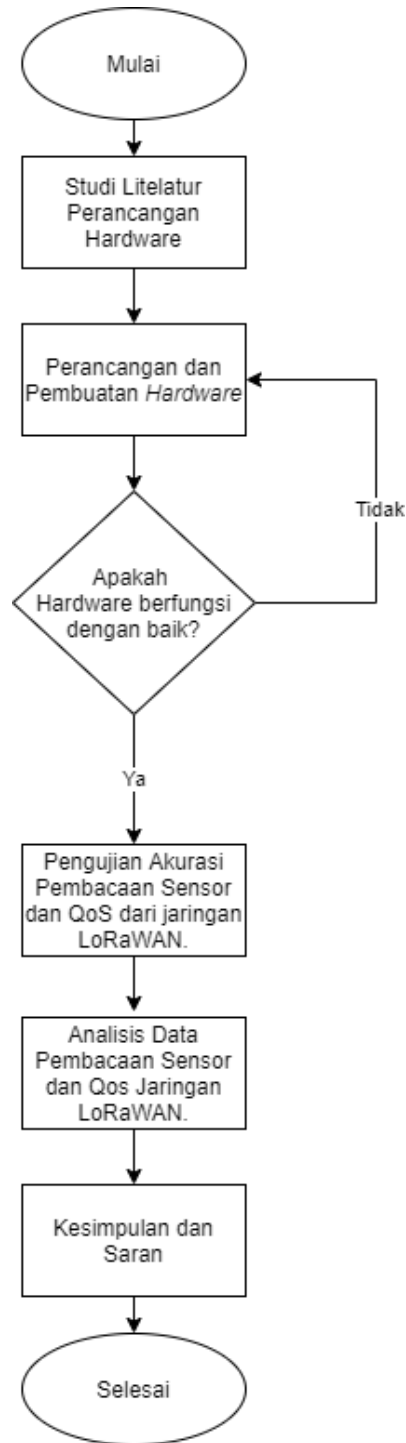 Mulai
Studi Litelatur
Perancangan
Hardware
Perancangan dan
Pembuatan Hardware
Tidak
Apakah
Hardware berfungsi
dengan baik?
Ya
Pengujian Akurasi
Pembacaan Sensor
dan QoS dari jaringan
LoRaWAN.
Analisis Data
Pembacaan Sensor
dan Qos Jaringan
LoRaWAN.
Kesimpulan dan
Saran
Selesai